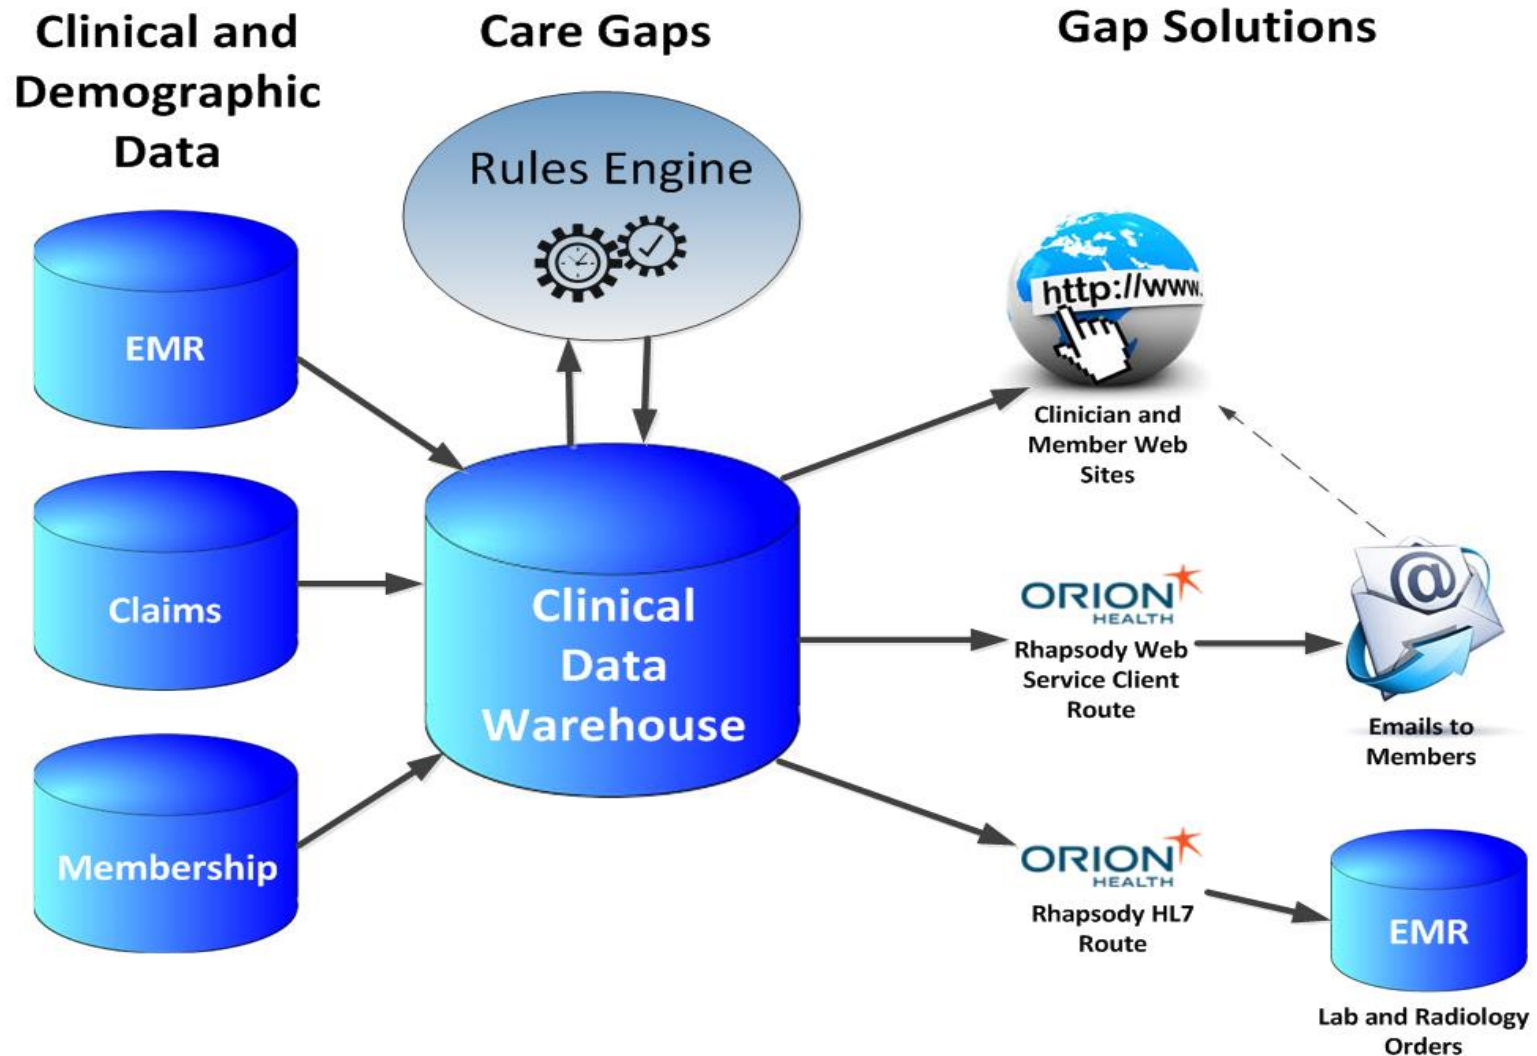 Clinical and
Demographic
Data
Care Gaps
Gap Solutions
Rules Engine
EMR
Claims
Membership
Clinical
Data
Warehouse
http://www.
Clinician and
Member Web
Sites
ORION
HEALTH
Rhapsody Web
Service Client
Route
@
Emails to
Members
ORION
HEALTH
Rhapsody HL7
Route
EMR
Lab and Radiology
Orders